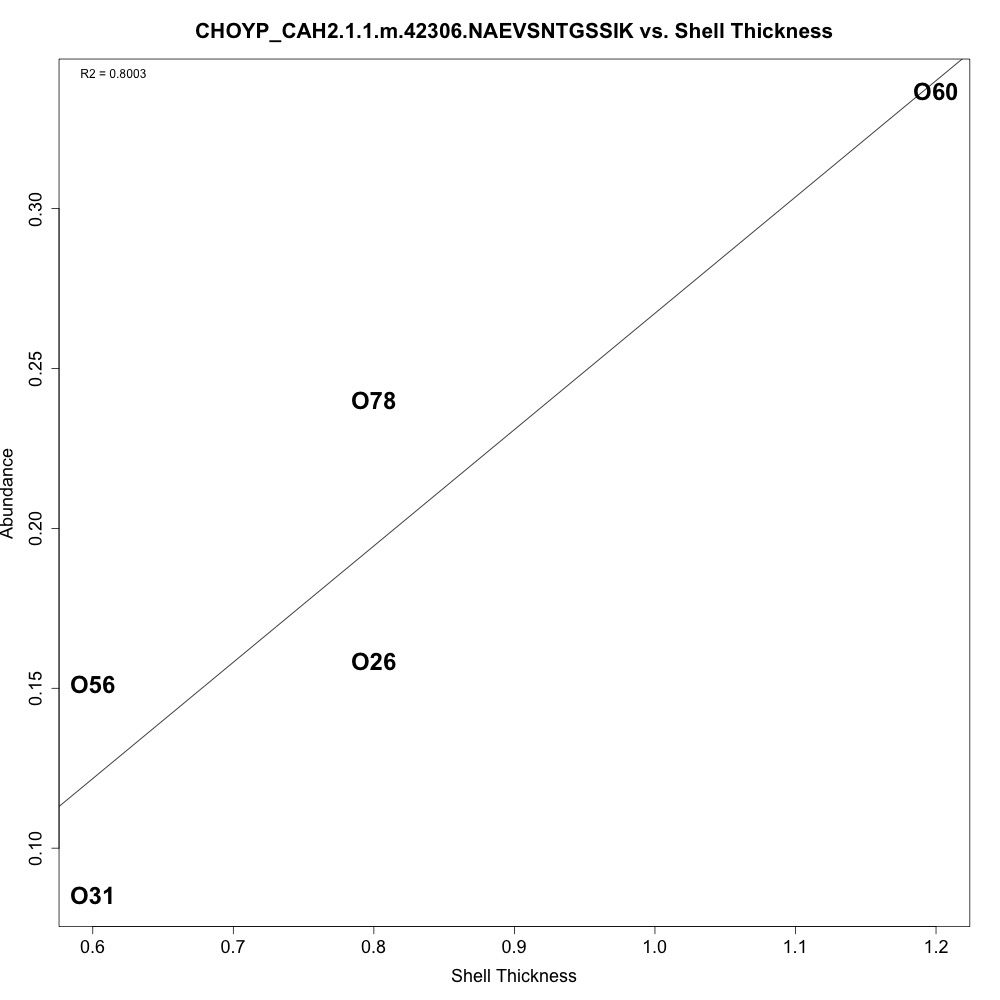 CHOYP_CAH2.1.1.m.42306.NAEVSNTGSSIK vs. Shell Thickness
R2 = 0.8003
O60
0.30
0.25
O78
Abundance
0.20
O26
O56
0.15
0.10
O31
0.6 0.7 0.8 0.9 1.0 1.1 1.2
Shell Thickness